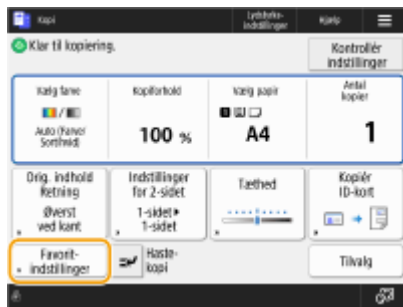 Kopi
Lydstyrke-
indstillinger
Hjælp
Klar til kopiering.
Kontrollér
indstillinger
Vælg farve
Kopiforhold
Vælg papir
Antal
kopier
Auto (Farve/
Sorthvid)
100 %
A4
1
Orig. indhold
Retning
Indstillinger
for 2-sidet
Tæthed
Kopiér
ID-kort
Øverst
ved kant
1-sidet▸
1-sidet
Favorit-
indstillinger
Haste-
kopi
Tilvalg